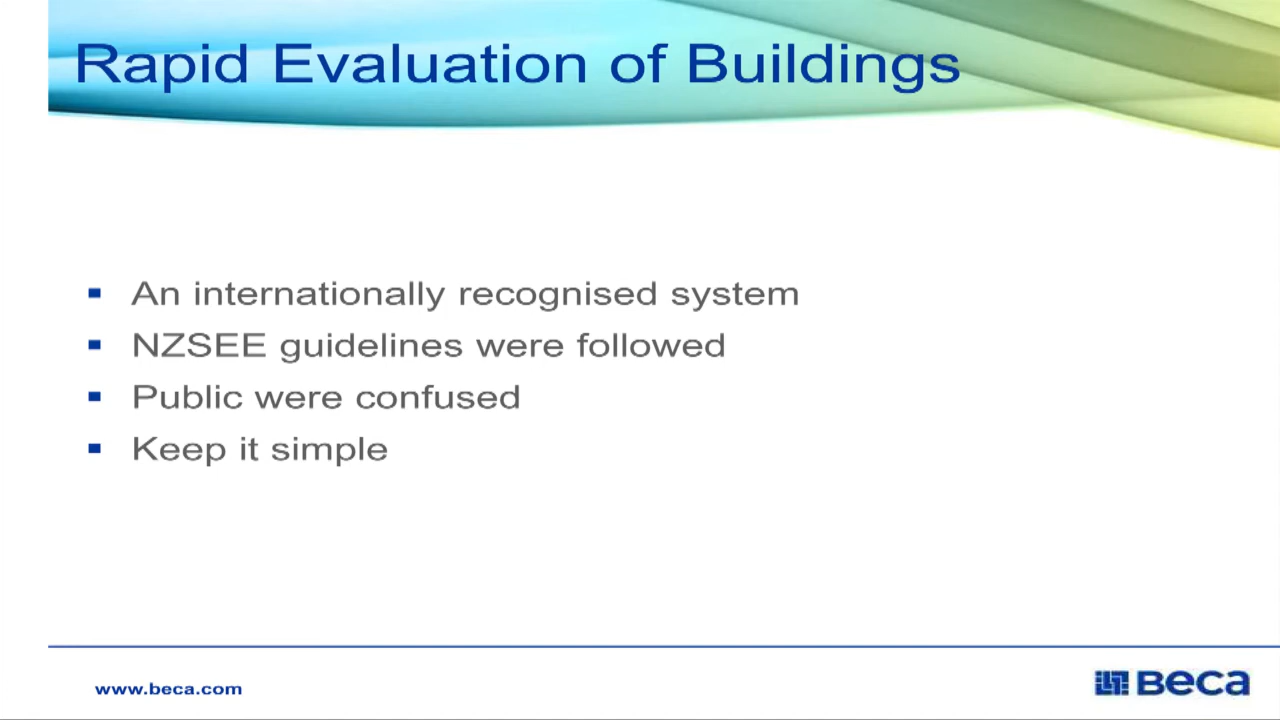 Rapid Evaluation of Buildings
An internationally recognised system
NZSEE guidelines were followed
Public were confused
Keep it simple
www.beca.com
Beca